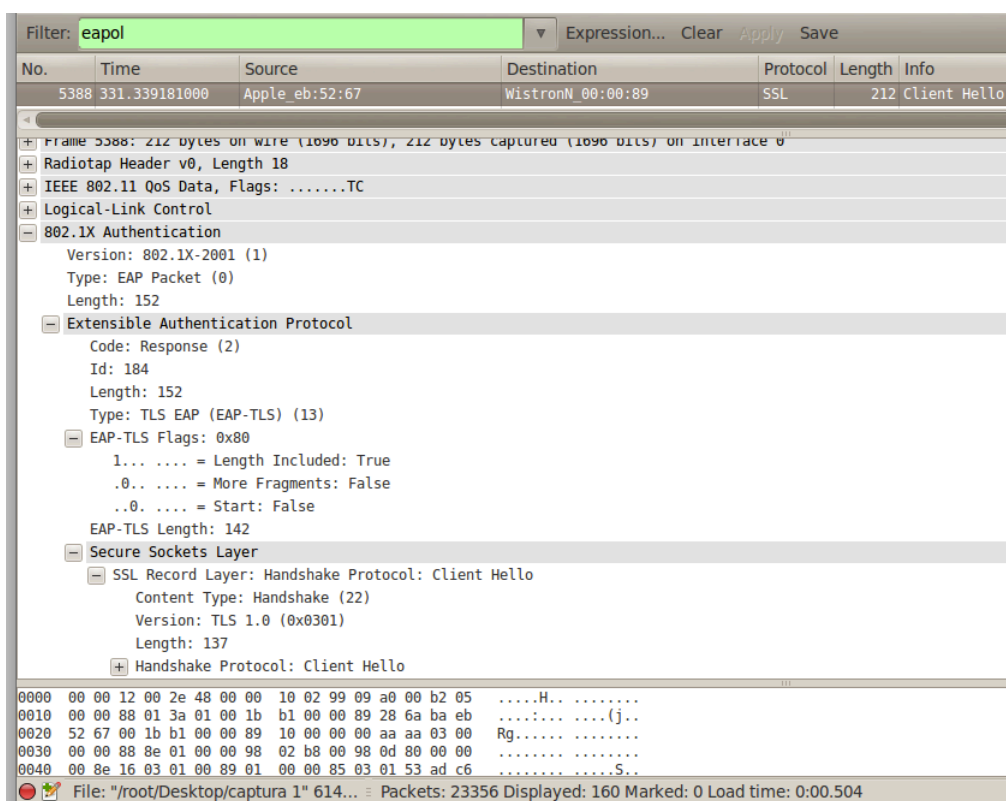 Filter: eapol Expression... Clear Apply Save
No. Time Source Destination Protocol Length Info
5388 331.339181000 Apple_eb:52:67 WistronN_00:00:89 SSL 212 Client Hello
Frame 5388: 212 bytes on wire (1696 bits), 212 bytes captured (1696 bits) on interface 0
Radiotap Header v0, Length 18
IEEE 802.11 QoS Data, Flags: .......TC
Logical-Link Control
802.1X Authentication
Version: 802.1X-2001 (1)
Type: EAP Packet (0)
Length: 152
Extensible Authentication Protocol
Code: Response (2)
Id: 184
Length: 152
Type: TLS EAP (EAP-TLS) (13)
EAP-TLS Flags: 0x80
1... .... = Length Included: True
.0.. .... = More Fragments: False
..0. .... = Start: False
EAP-TLS Length: 142
Secure Sockets Layer
SSL Record Layer: Handshake Protocol: Client Hello
Content Type: Handshake (22)
Version: TLS 1.0 (0x0301)
Length: 137
Handshake Protocol: Client Hello
0000 00 00 12 00 2e 48 00 00 10 02 99 09 a0 00 b2 05 .....H.. ........
0010 00 00 88 01 3a 01 00 1b b1 00 00 89 28 6a ba eb ....:... ....(j..
0020 52 67 00 1b b1 00 00 89 10 00 00 00 aa aa 03 00 Rg...... ........
0030 00 00 88 8e 01 00 00 98 02 b8 00 98 0d 80 00 00 ........ ........
0040 00 8e 16 03 01 00 89 01 00 00 85 03 01 53 ad c6 ........ .....S..
File: "/root/Desktop/captura 1" 614... Packets: 23356 Displayed: 160 Marked: 0 Load time: 0:00.504